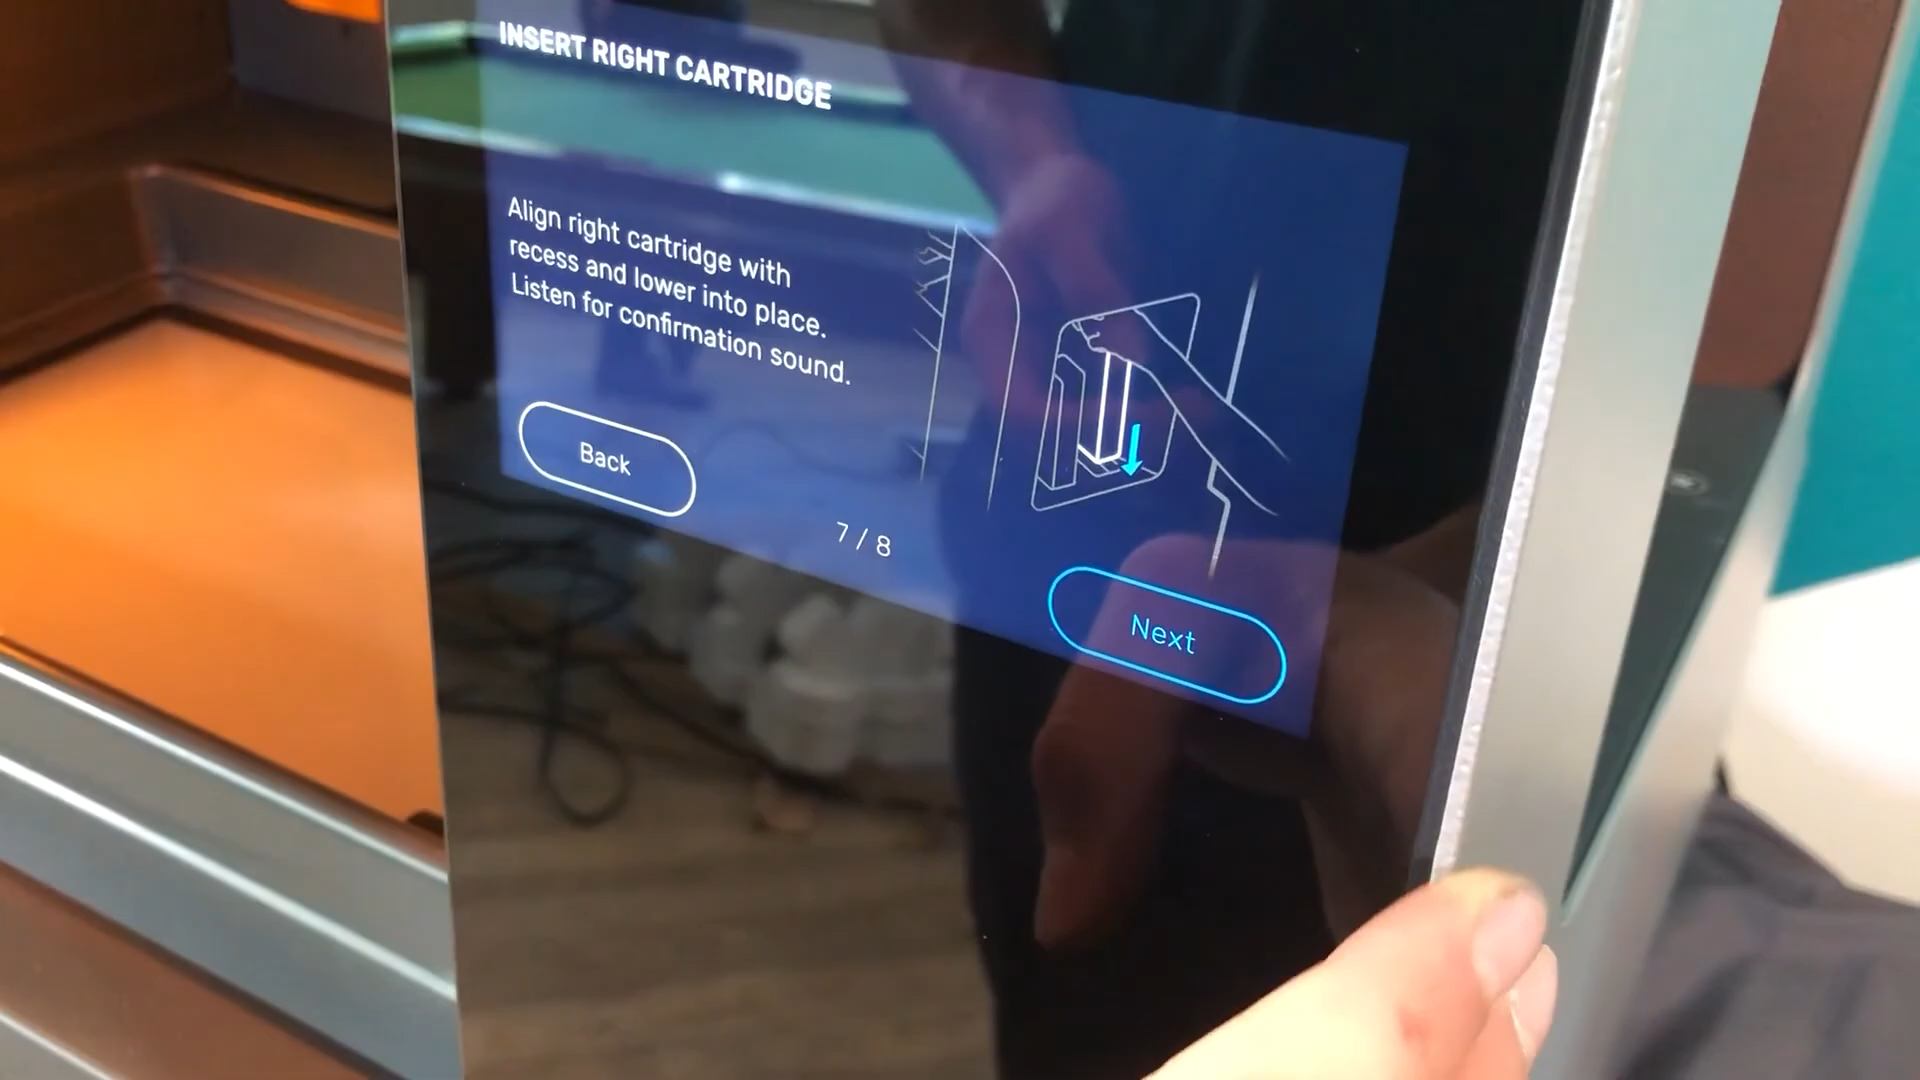 INSERT RIGHT CARTRIDGE
Align right cartridge with
recess and lower into place.
Listen for confirmation sound.
Back
7 / 8
Next